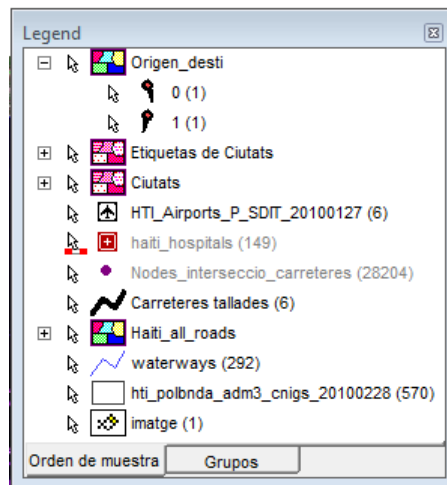 Legend
Origen_desti
0 (1)
1 (1)
Etiquetas de Ciutats
Ciutats
HTI_Airports_P_SDIT_20100127 (6)
haiti_hospitals (149)
Nodes_interseccio_carreteres (28204)
Carreteres tallades (6)
Haiti_all_roads
waterways (292)
hti_polbnda_adm3_cnigs_20100228 (570)
imatge (1)
Orden de muestra Grupos